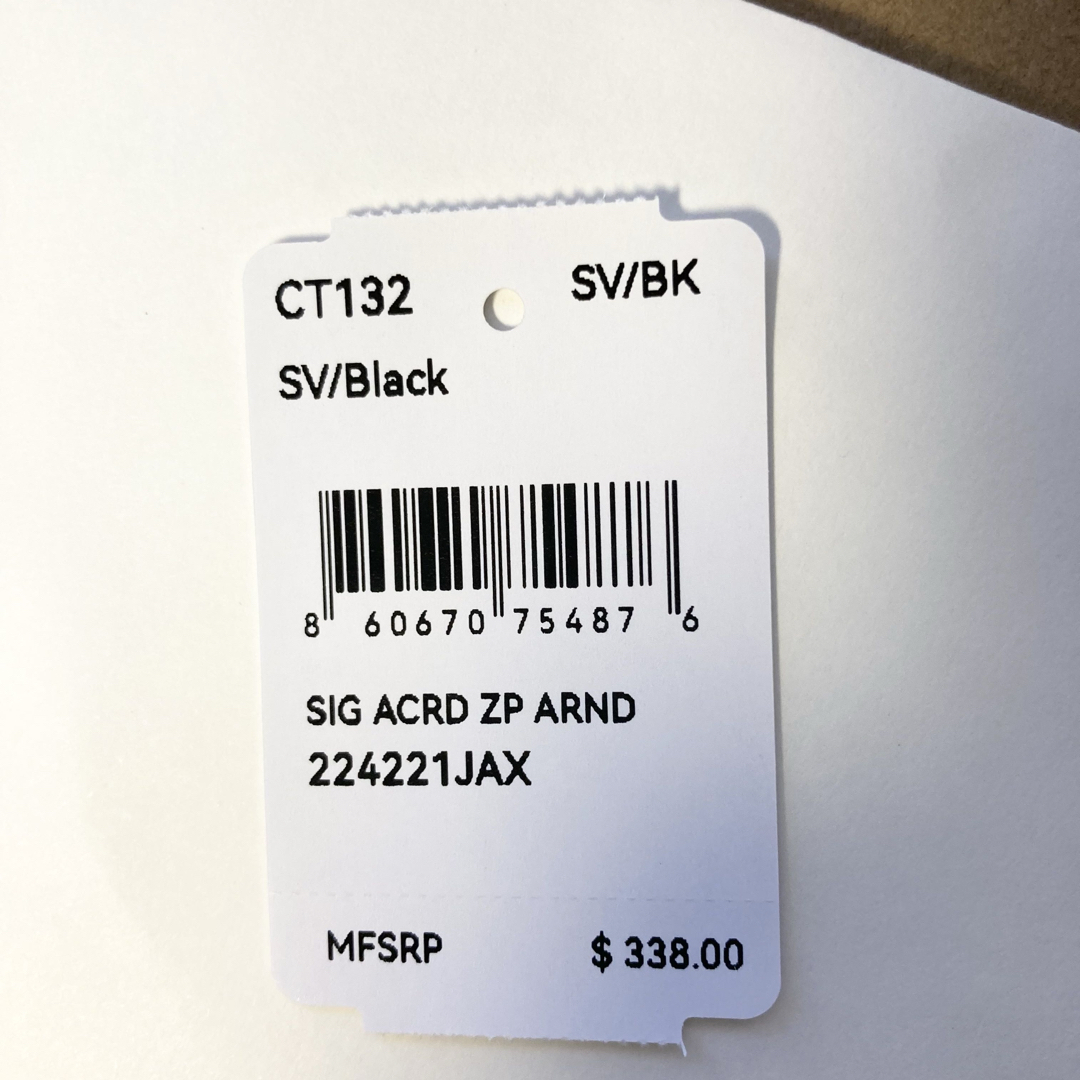 CT132 SV/BK
SV/Black
8 60670 75487 6
SIG ACRD ZP ARND
224221JAX
MFSRP $ 338.00